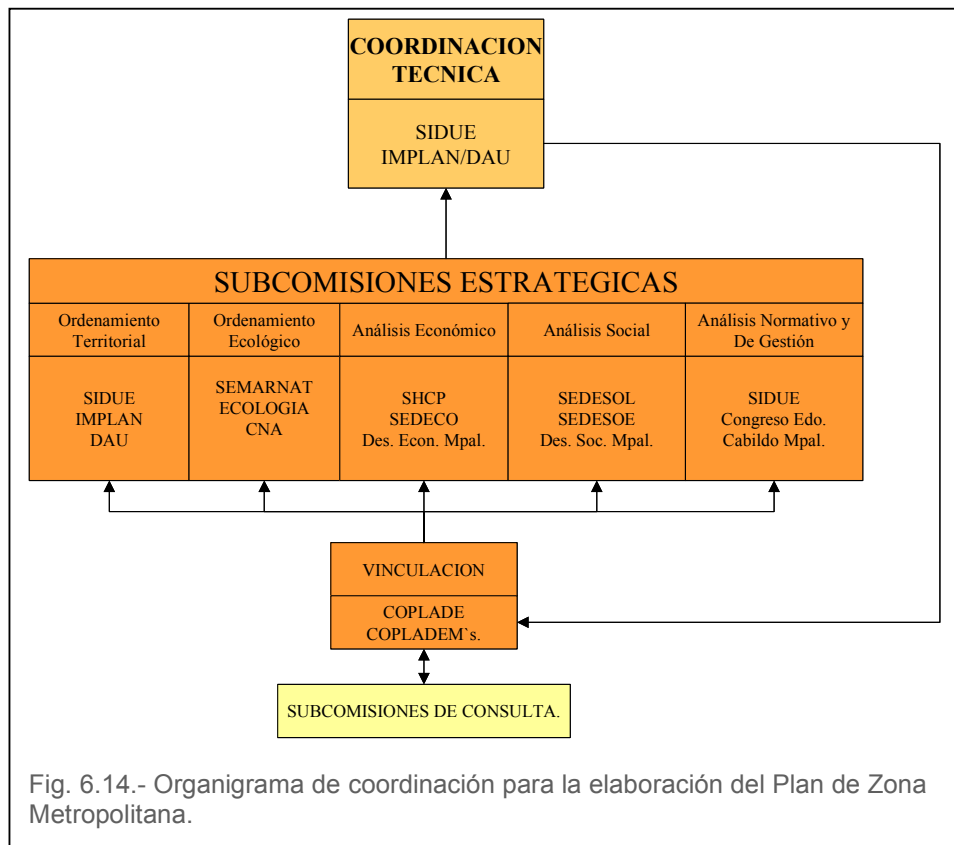 COORDINACION
TECNICA
SIDUE
IMPLAN/DAU
SUBCOMISIONES ESTRATEGICAS
Ordenamiento
Territorial
SIDUE
IMPLAN
DAU
Ordenamiento
Ecológico
SEMARNAT
ECOLOGIA
CNA
Análisis Económico
SHCP
SEDECO
Des. Econ. Mpal.
Análisis Social
SEDESOL
SEDESOE
Des. Soc. Mpal.
Análisis Normativo y
De Gestión
SIDUE
Congreso Edo.
Cabildo Mpal.
VINCULACION
COPLADE
COPLADEM`s.
SUBCOMISIONES DE CONSULTA.
Fig. 6.14.- Organigrama de coordinación para la elaboración del Plan de Zona
Metropolitana.